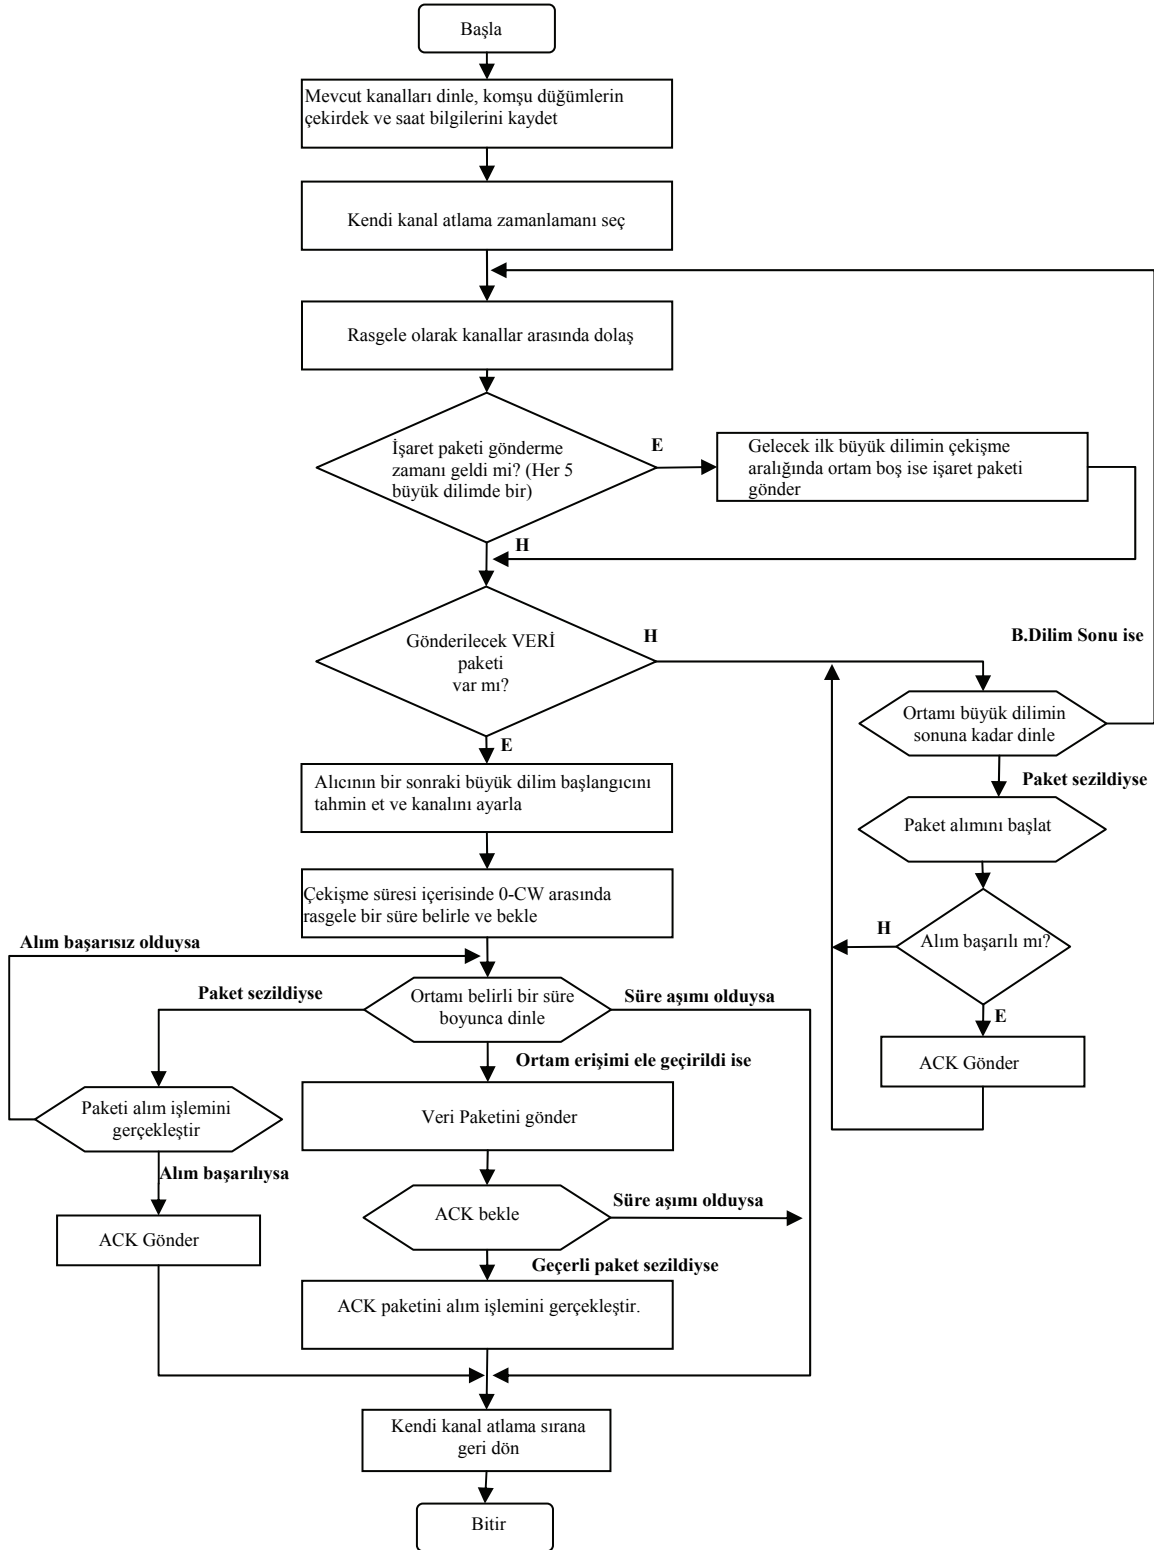 Başla
Mevcut kanalları dinle, komşu düğümlerin
çekirdek ve saat bilgilerini kaydet
Kendi kanal atlama zamanlamanı seç
Rasgele olarak kanallar arasında dolaş
İşaret paketi gönderme
zamanı geldi mi? (Her 5
büyük dilimde bir)
E
Gelecek ilk büyük dilimin çekişme
aralığında ortam boş ise işaret paketi
gönder
H
Gönderilecek VERİ
paketi
var mı?
H
B.Dilim Sonu ise
Ortamı büyük dilimin
sonuna kadar dinle
E
Alıcının bir sonraki büyük dilim başlangıcını
tahmin et ve kanalını ayarla
Paket sezildiyse
Paket alımını başlat
Çekişme süresi içerisinde 0-CW arasında
rasgele bir süre belirle ve bekle
Alım başarılı mı?
H
E
ACK Gönder
Alım başarısız olduysa
Paket sezildiyse
Ortamı belirli bir süre
boyunca dinle
Süre aşımı olduysa
Ortam erişimi ele geçirildi ise
Paketi alım işlemini
gerçekleştir
Veri Paketini gönder
Alım başarılıysa
ACK Gönder
ACK bekle
Süre aşımı olduysa
Geçerli paket sezildiyse
ACK paketini alım işlemini gerçekleştir.
Kendi kanal atlama sırana
geri dön
Bitir